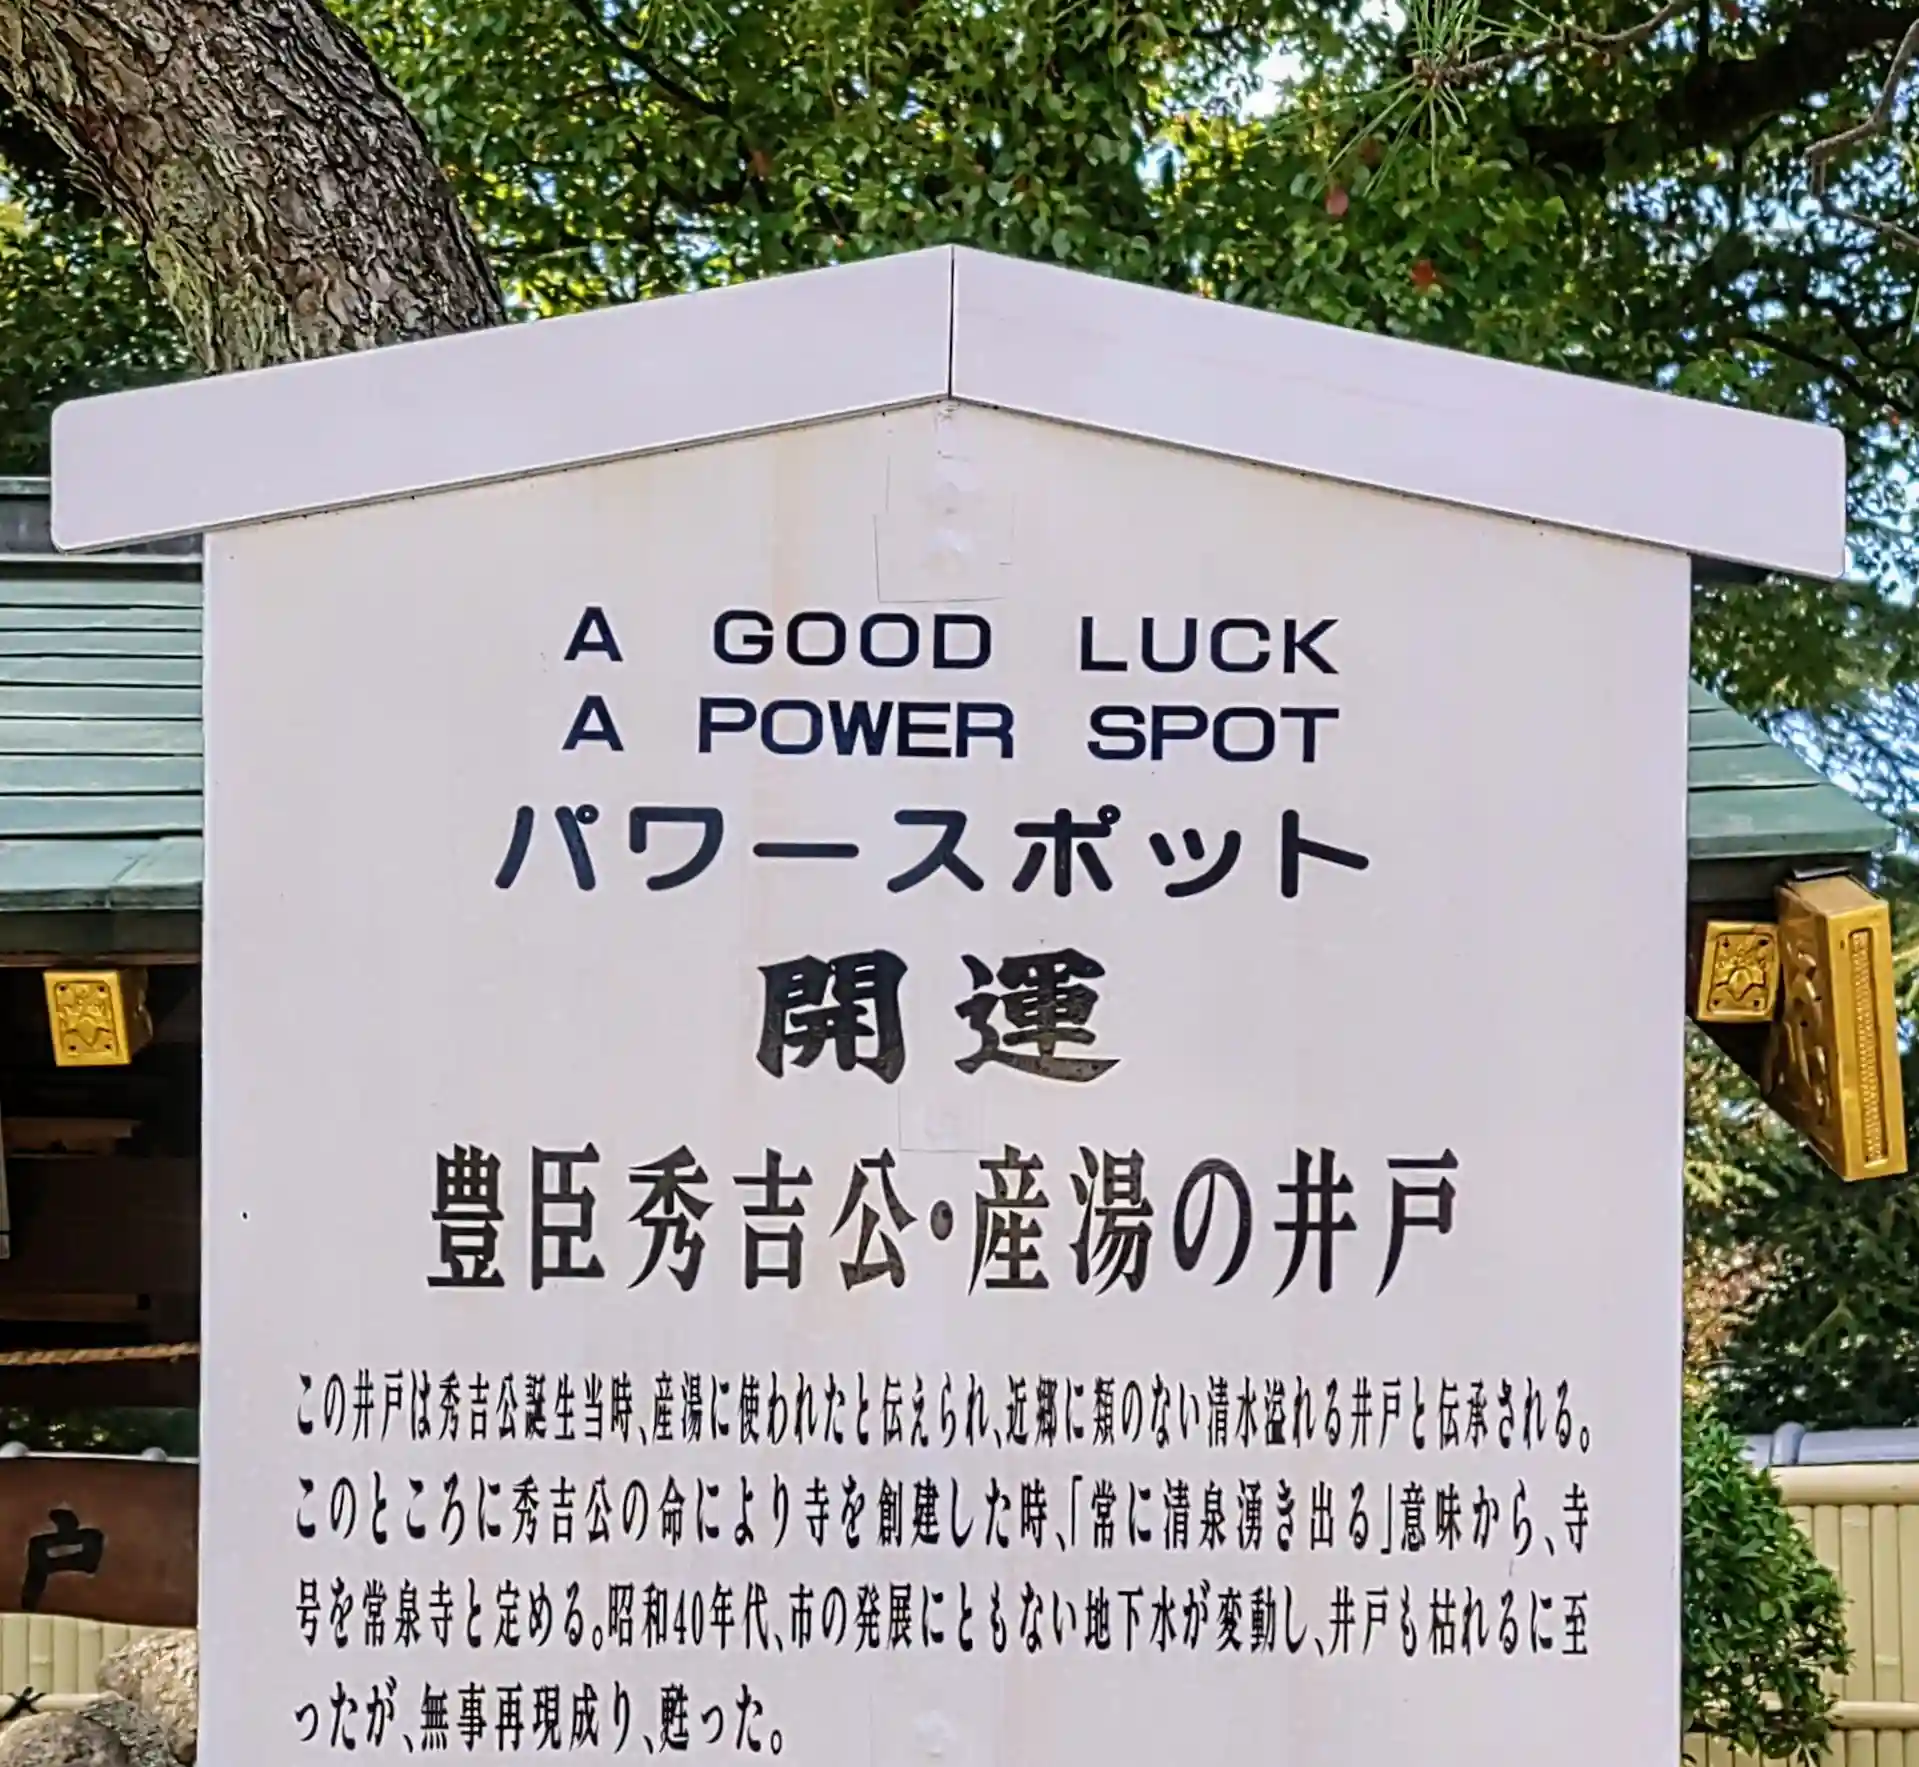 A GOOD LUCK
A POWER SPOT
パワースポット
開運
豊臣秀吉公・産湯の井戸
この井戸は秀吉公誕生当時、産湯に使われたと伝えられ、近郷に類のない清水溢れる井戸と伝承される。
このところに秀吉公の命により寺を創建した時、「常に清泉湧き出る」意味から、寺
号を常泉寺と定める。昭和40年代、市の発展にともない地下水が変動し、井戸も枯れるに至
ったが、無事再現成り、甦った。
戸